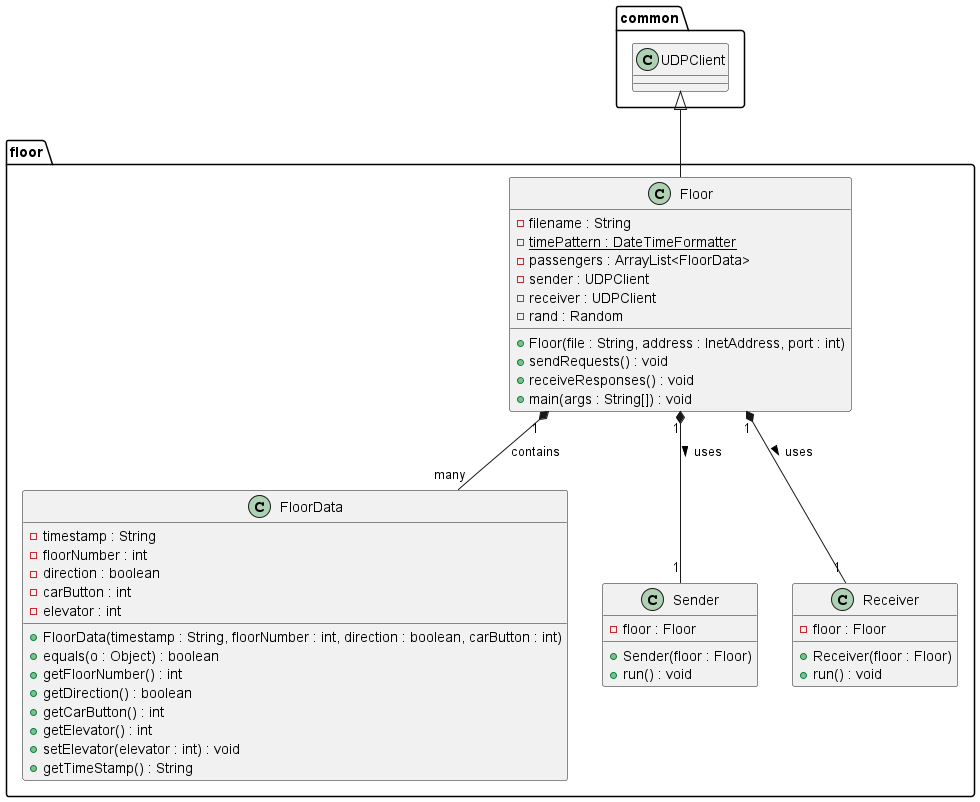 common
C UDPClient
floor
C Floor
filename : String
timePattern : DateTimeFormatter
passengers : ArrayList<FloorData>
sender : UDPClient
receiver : UDPClient
rand : Random
Floor(file : String, address : InetAddress, port : int)
sendRequests() : void
receiveResponses() : void
main(args : String[]) : void
1 1 1
contains uses uses
many
C FloorData
timestamp : String
floorNumber : int
direction : boolean
carButton : int
elevator : int
FloorData(timestamp : String, floorNumber : int, direction : boolean, carButton : int)
equals(o : Object) : boolean
getFloorNumber() : int
getDirection() : boolean
getCarButton() : int
getElevator() : int
setElevator(elevator : int) : void
getTimeStamp() : String
1 1
C Sender
floor : Floor
Sender(floor : Floor)
run() : void
C Receiver
floor : Floor
Receiver(floor : Floor)
run() : void